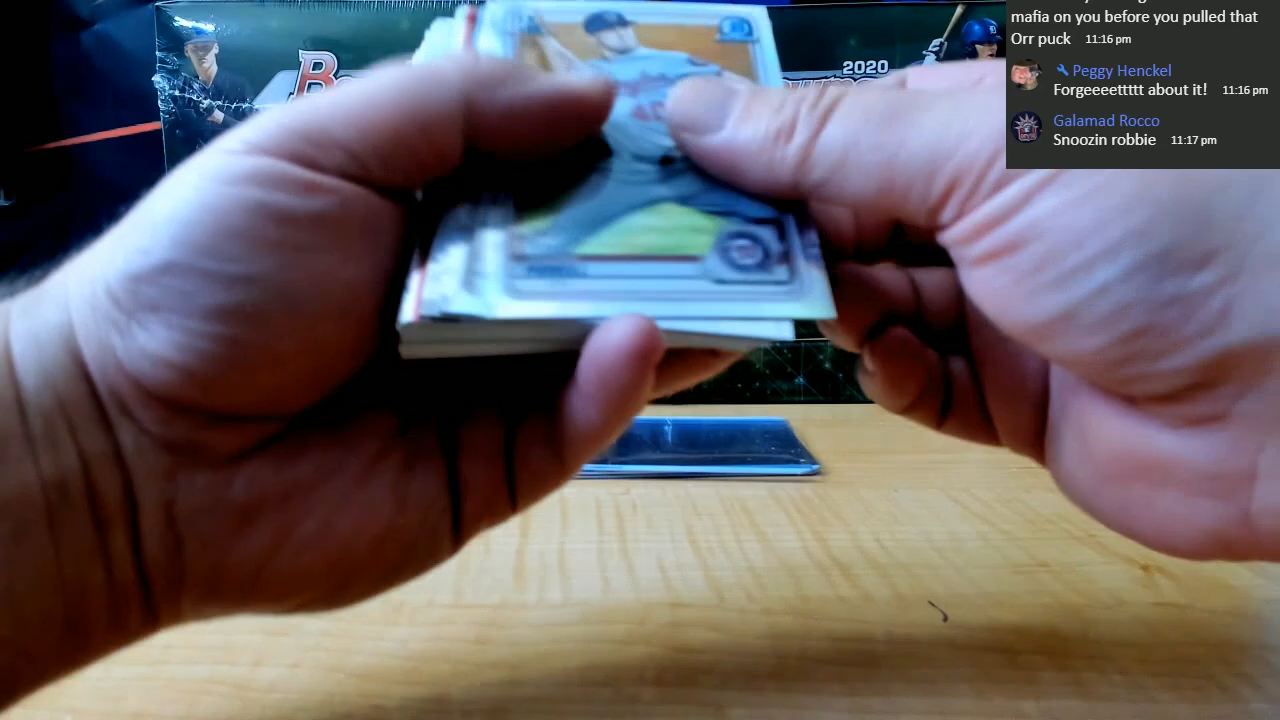 mafia on you before you pulled that
Orr puck 11:16 pm
Peggy Henckel
Forgeeeettttt about it! 11:16 pm
Galamad Rocco
Snoozin robbie 11:17 pm
2020